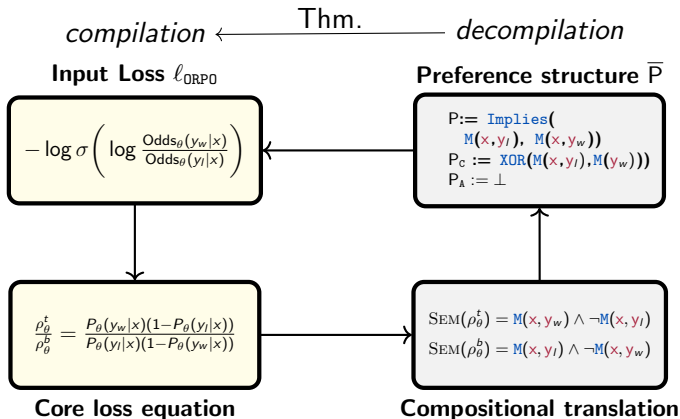 compilation Thm. decompilation
Input Loss ℓ_ORPO
− log σ( log Odds_θ(y_w|x) / Odds_θ(y_l|x) )
Preference structure P̅
P:= Implies(
M(x,y_l), M(x,y_w))
P_C := XOR(M(x,y_l),M(y_w)))
P_A := ⊥
ρ_θ^t / ρ_θ^b = P_θ(y_w|x)(1−P_θ(y_l|x)) / P_θ(y_l|x)(1−P_θ(y_w|x))
Core loss equation
SEM(ρ_θ^t) = M(x, y_w) ∧ ¬M(x, y_l)
SEM(ρ_θ^b) = M(x, y_l) ∧ ¬M(x, y_w)
Compositional translation